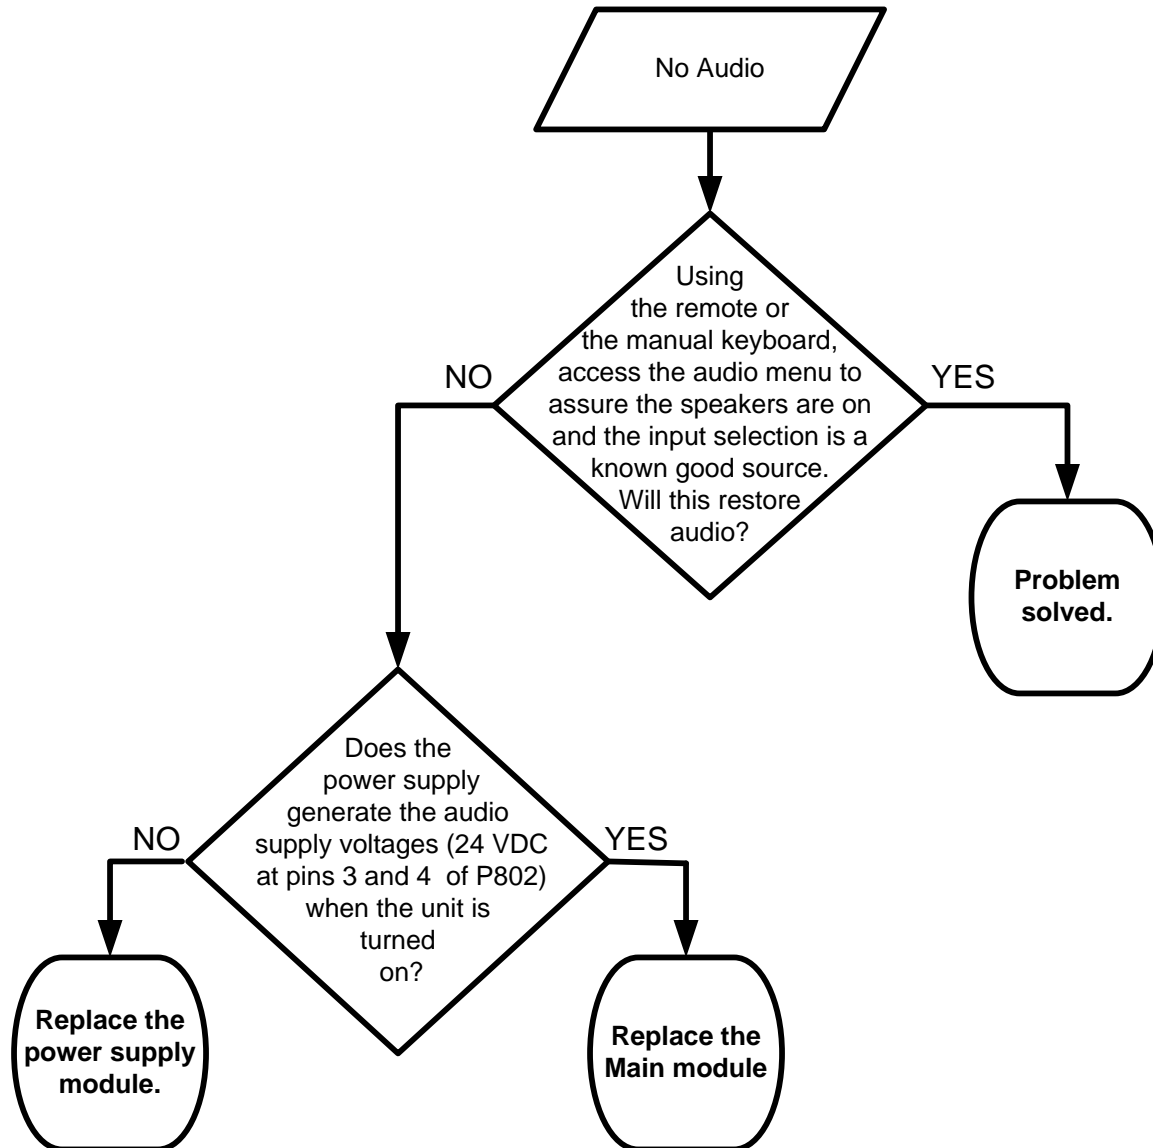 No Audio
Using
the remote or
the manual keyboard,
access the audio menu to
assure the speakers are on
and the input selection is a
known good source.
Will this restore
audio?
NO
YES
Problem
solved.
Does the
power supply
generate the audio
supply voltages (24 VDC
at pins 3 and 4 of P802)
when the unit is
turned
on?
NO
YES
Replace the
power supply
module.
Replace the
Main module